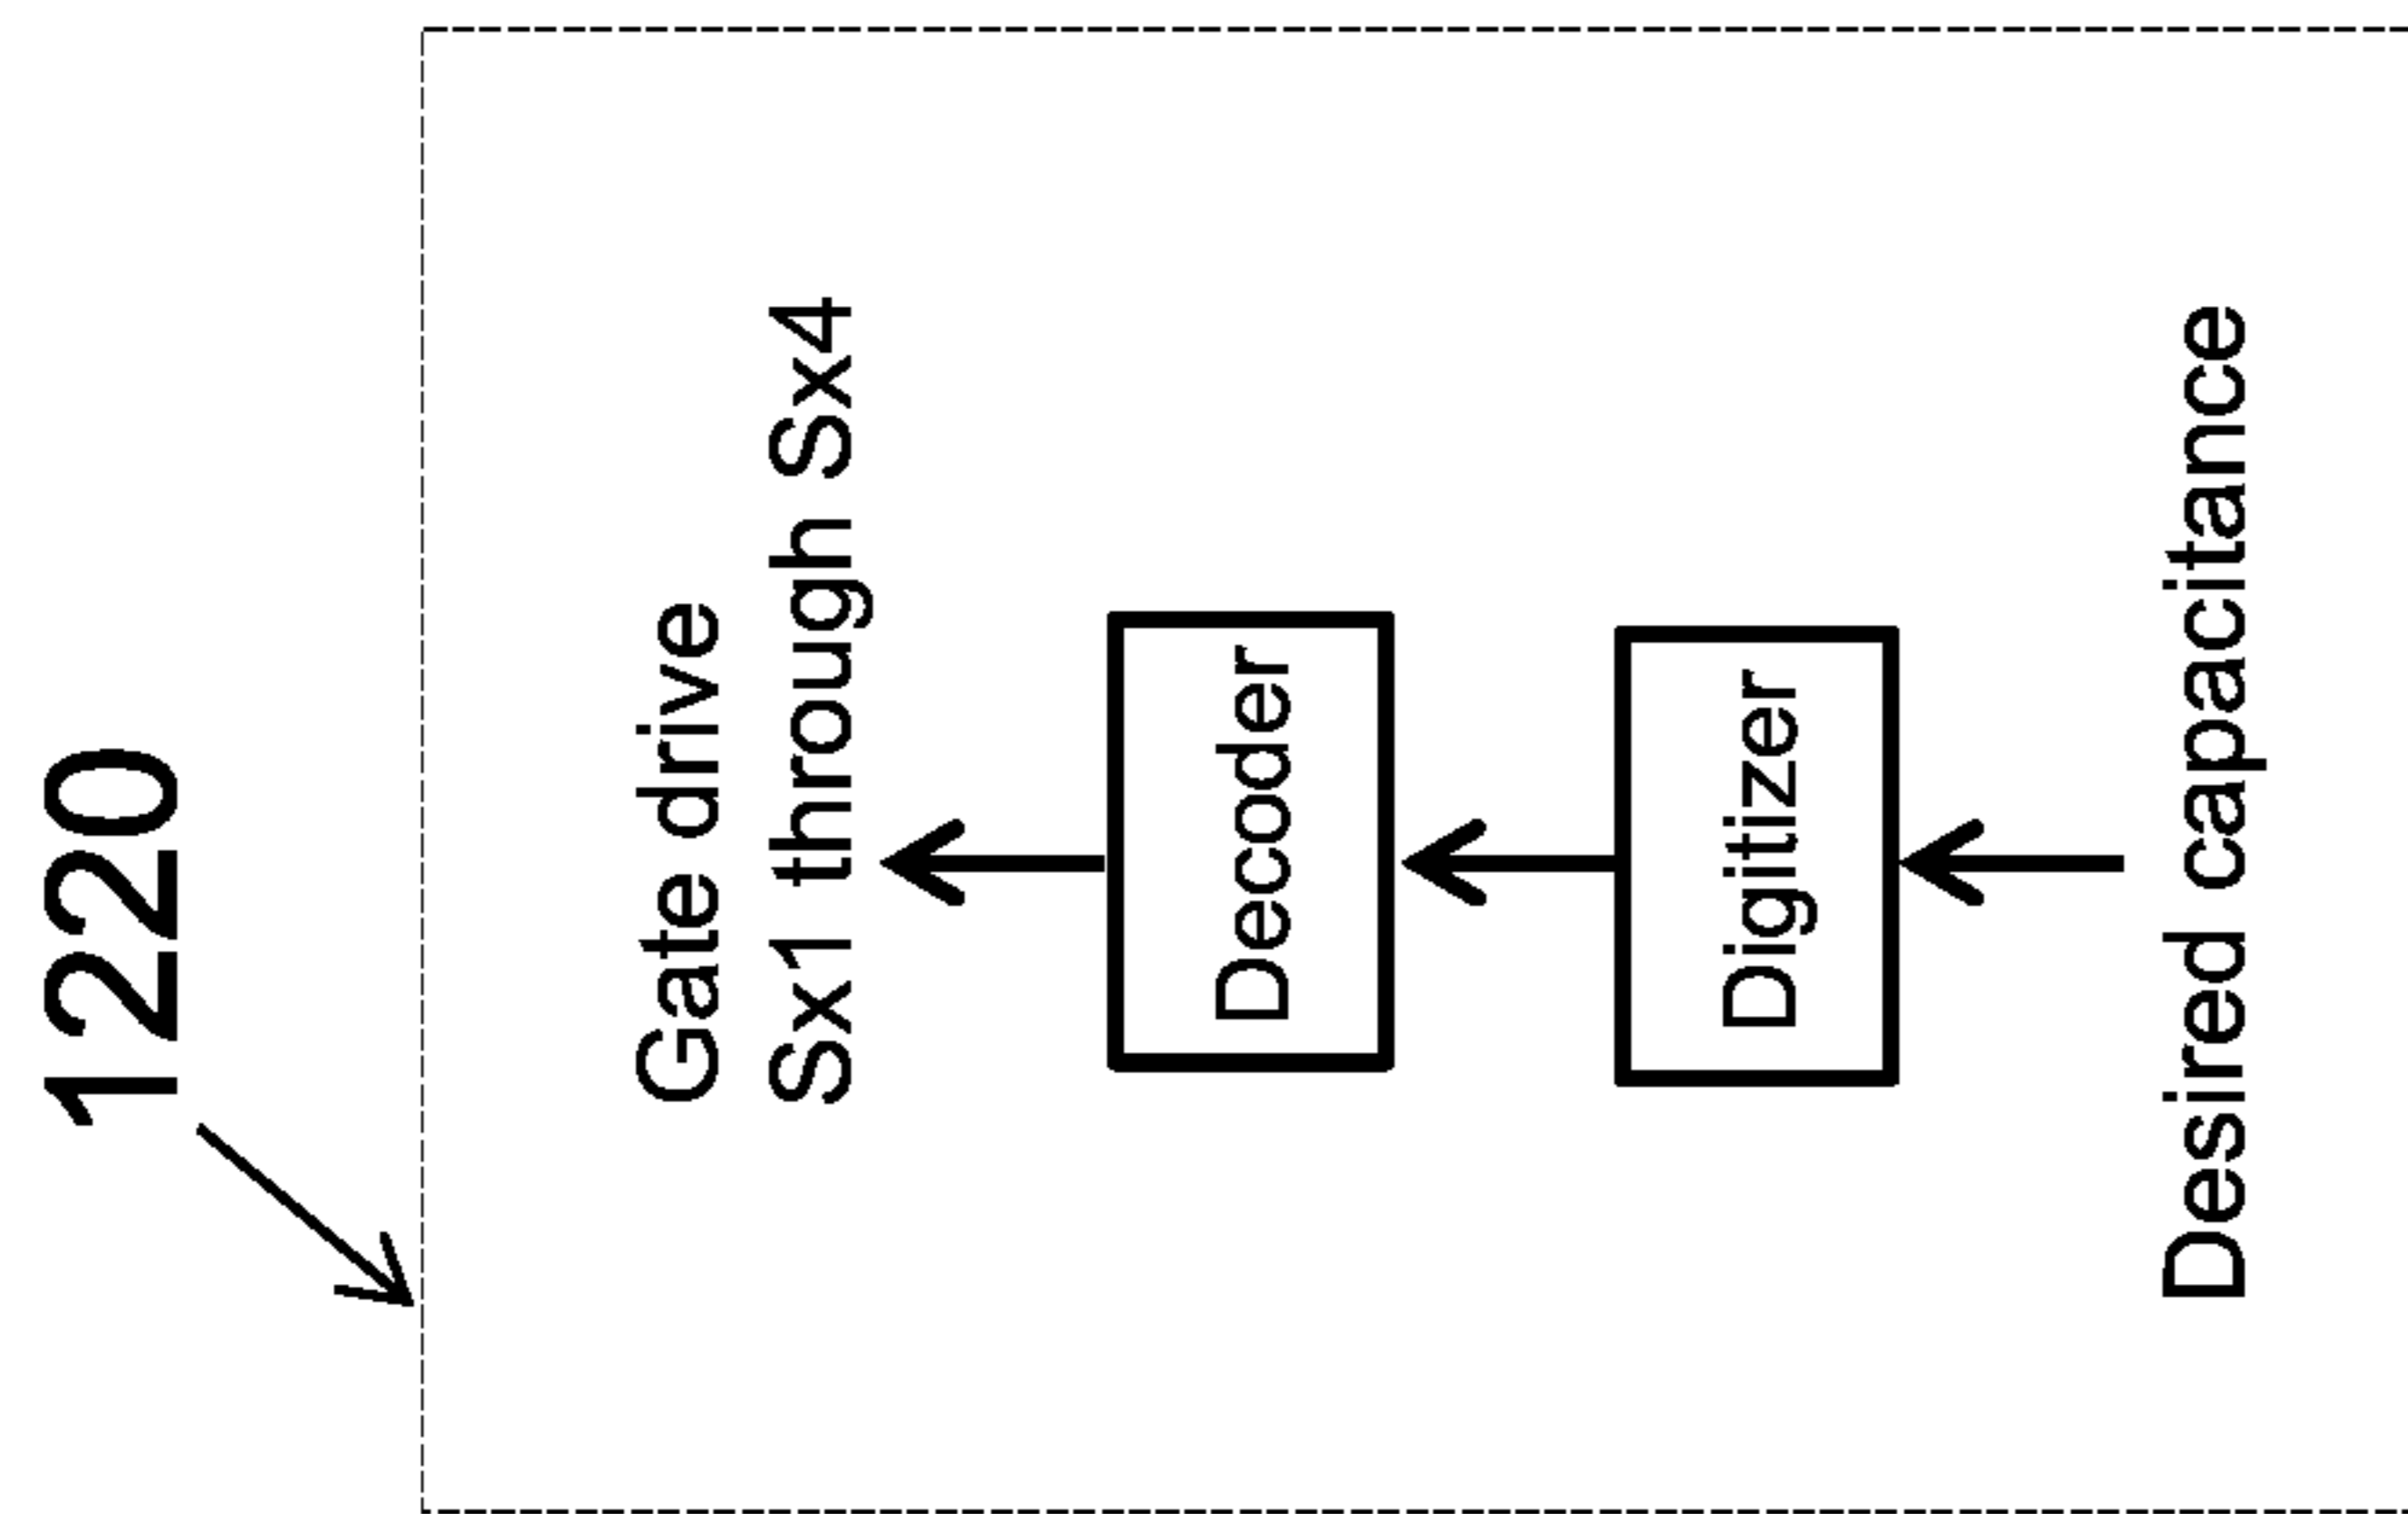 1220
Gate drive
Sx1 through Sx4
Decoder
Digitizer
Desired capacitance